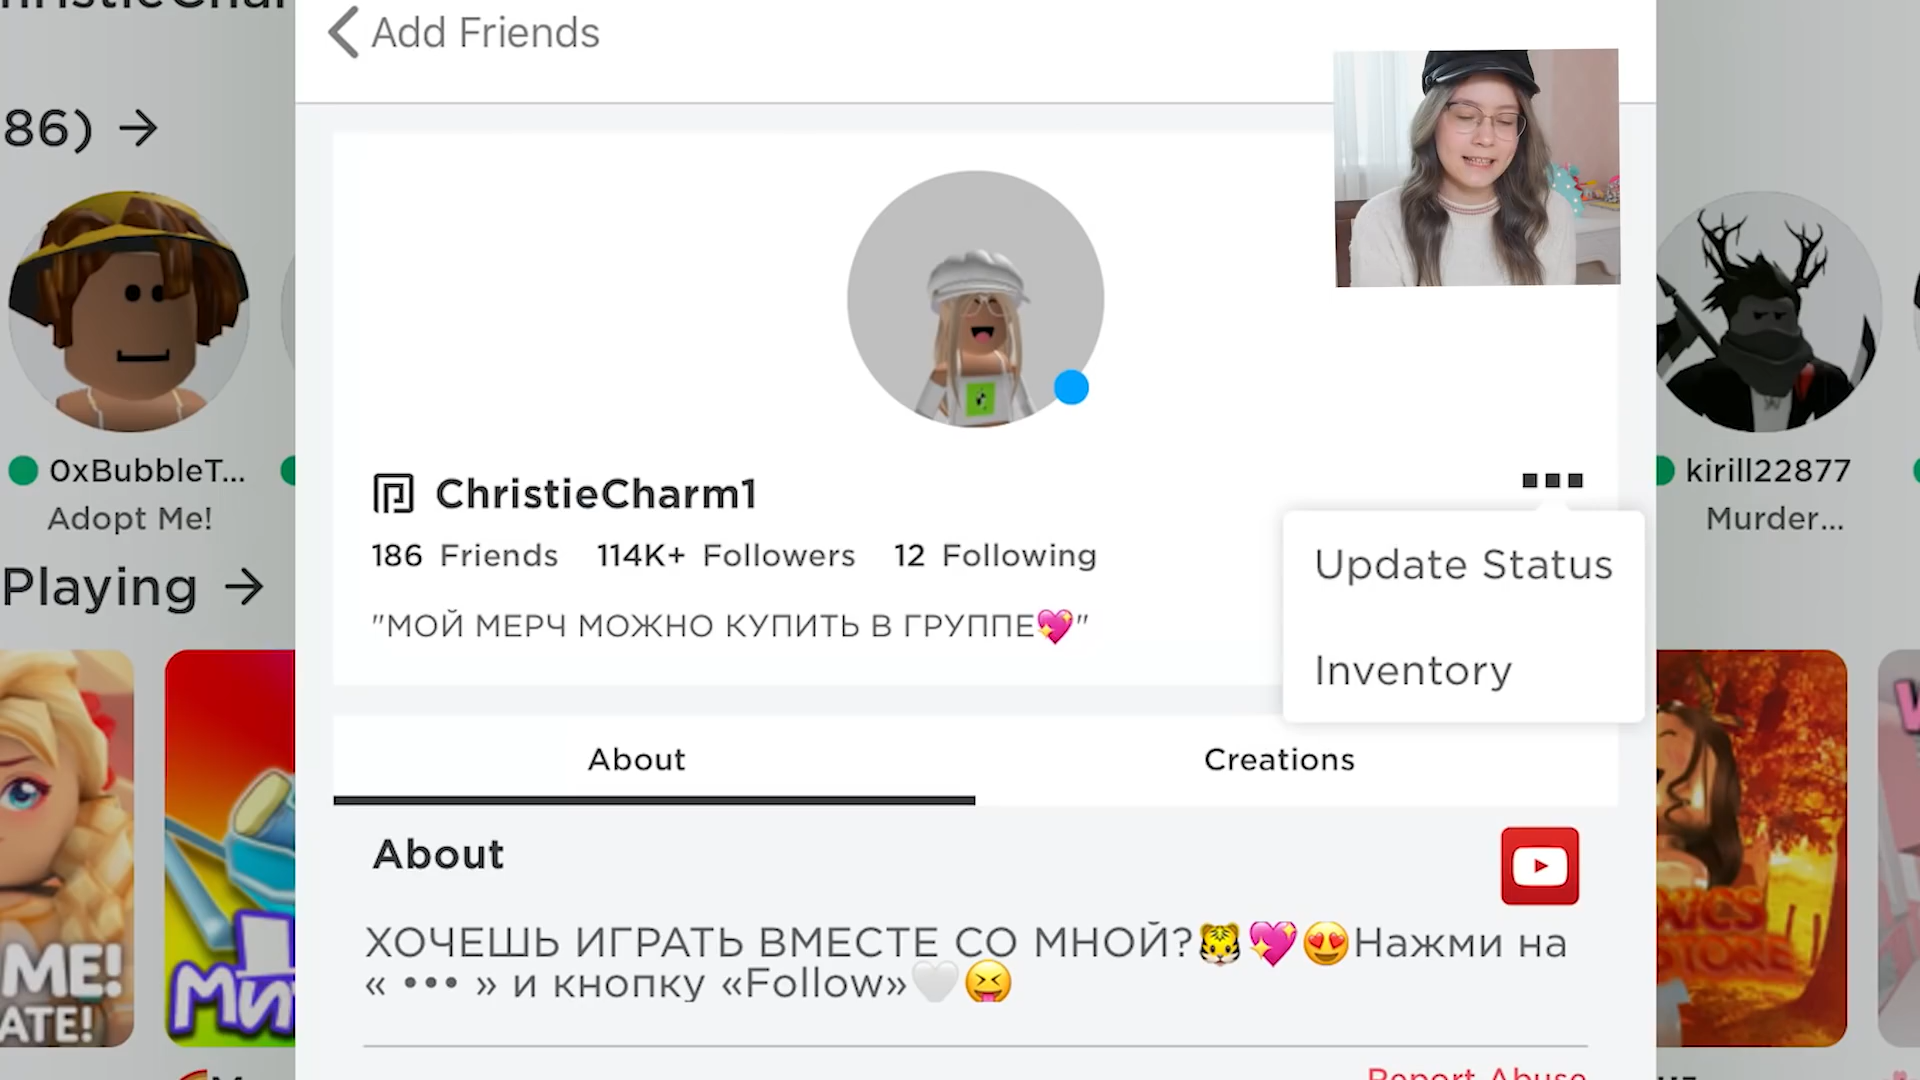 Add Friends
86) →
0xBubbleT...
Adopt Me!
Playing →
ChristieCharm1
186 Friends 114K+ Followers 12 Following
"МОЙ МЕРЧ МОЖНО КУПИТЬ В ГРУППЕ💖"
Update Status
Inventory
kirill22877
Murder...
About
Creations
About
ХОЧЕШЬ ИГРАТЬ ВМЕСТЕ СО МНОЙ?🐯💖😍Нажми на
« ••• » и кнопку «Follow»🤍😝
ME!
ATE!
Report Abuse